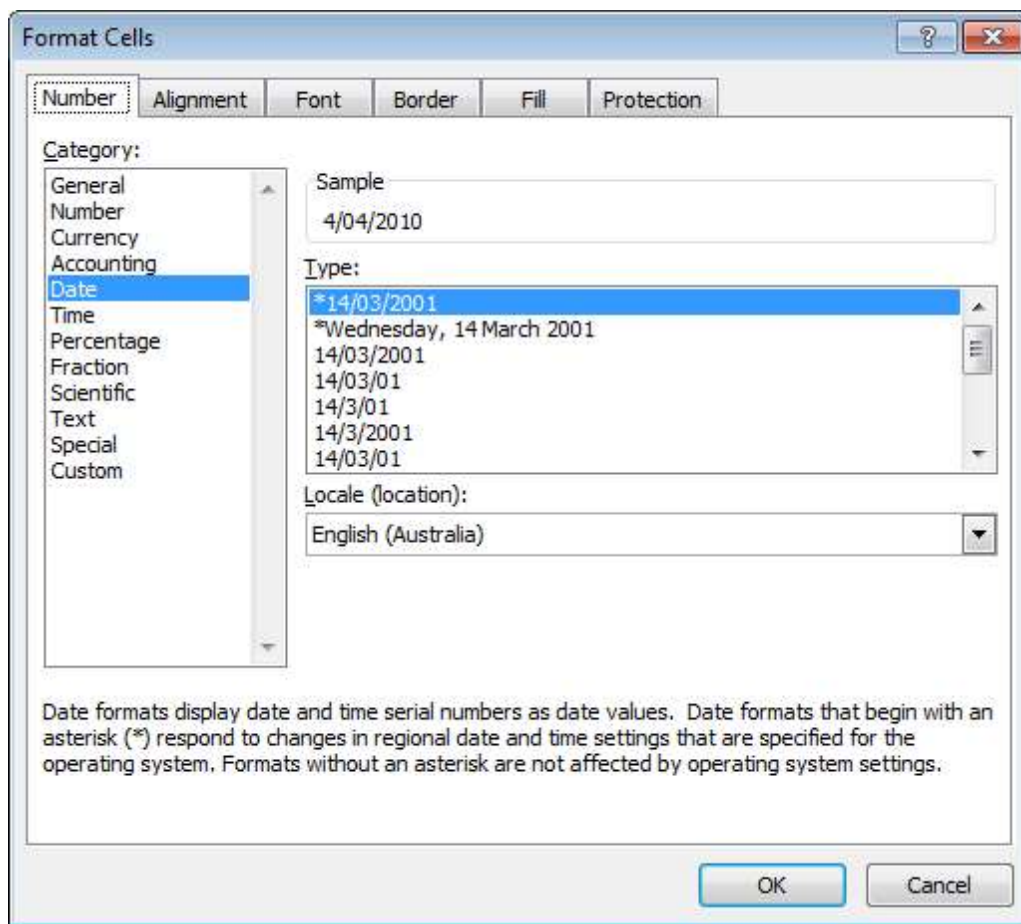 Format Cells
Number Alignment Font Border Fill Protection
Category:
General
Number
Currency
Accounting
Date
Time
Percentage
Fraction
Scientific
Text
Special
Custom
Sample
4/04/2010
Type:
*14/03/2001
*Wednesday, 14 March 2001
14/03/2001
14/03/01
14/3/01
14/3/2001
14/03/01
Locale (location):
English (Australia)
Date formats display date and time serial numbers as date values. Date formats that begin with an
asterisk (*) respond to changes in regional date and time settings that are specified for the
operating system. Formats without an asterisk are not affected by operating system settings.
OK Cancel